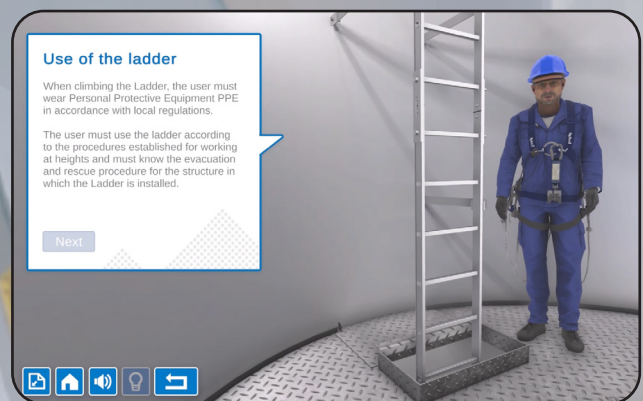 Use of the ladder
When climbing the Ladder, the user must
wear Personal Protective Equipment PPE
in accordance with local regulations.
The user must use the ladder according
to the procedures established for working
at heights and must know the evacuation
and rescue procedure for the structure in
which the Ladder is installed.
Next